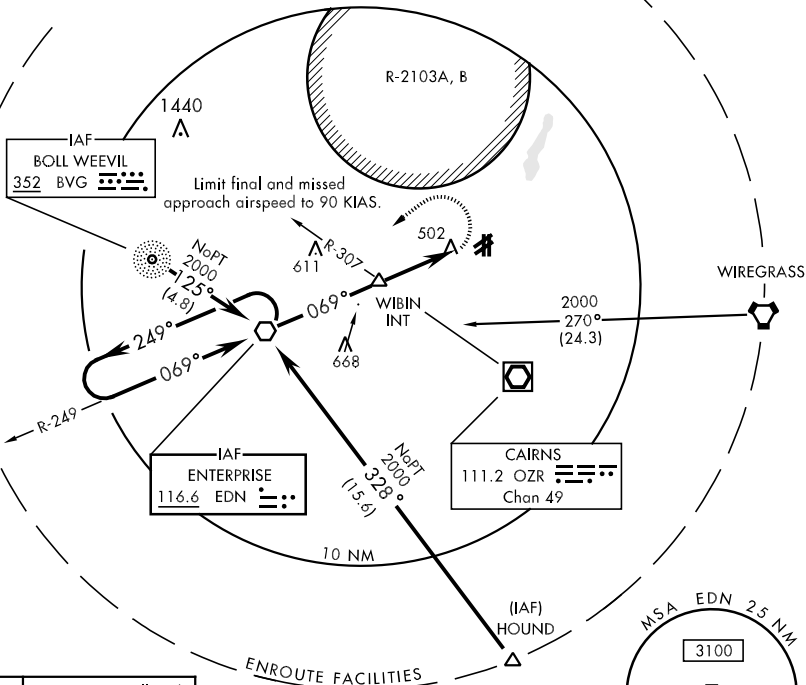 R-2103A, B
1440
IAF
BOLL WEEVIL
352 BVG
Limit final and missed
approach airspeed to 90 KIAS.
502
R-307
611
NoPT
2000
125°
(4.8)
WIREGRASS
069°
WIBIN
INT
2000
270°
(24.3)
249°
069°
668
R-249
IAF
ENTERPRISE
116.6 EDN
NoPT
2000
328°
(15.6)
CAIRNS
111.2 OZR
Chan 49
10 NM
(IAF)
HOUND
MSA EDN 25 NM
3100
ENROUTE FACILITIES